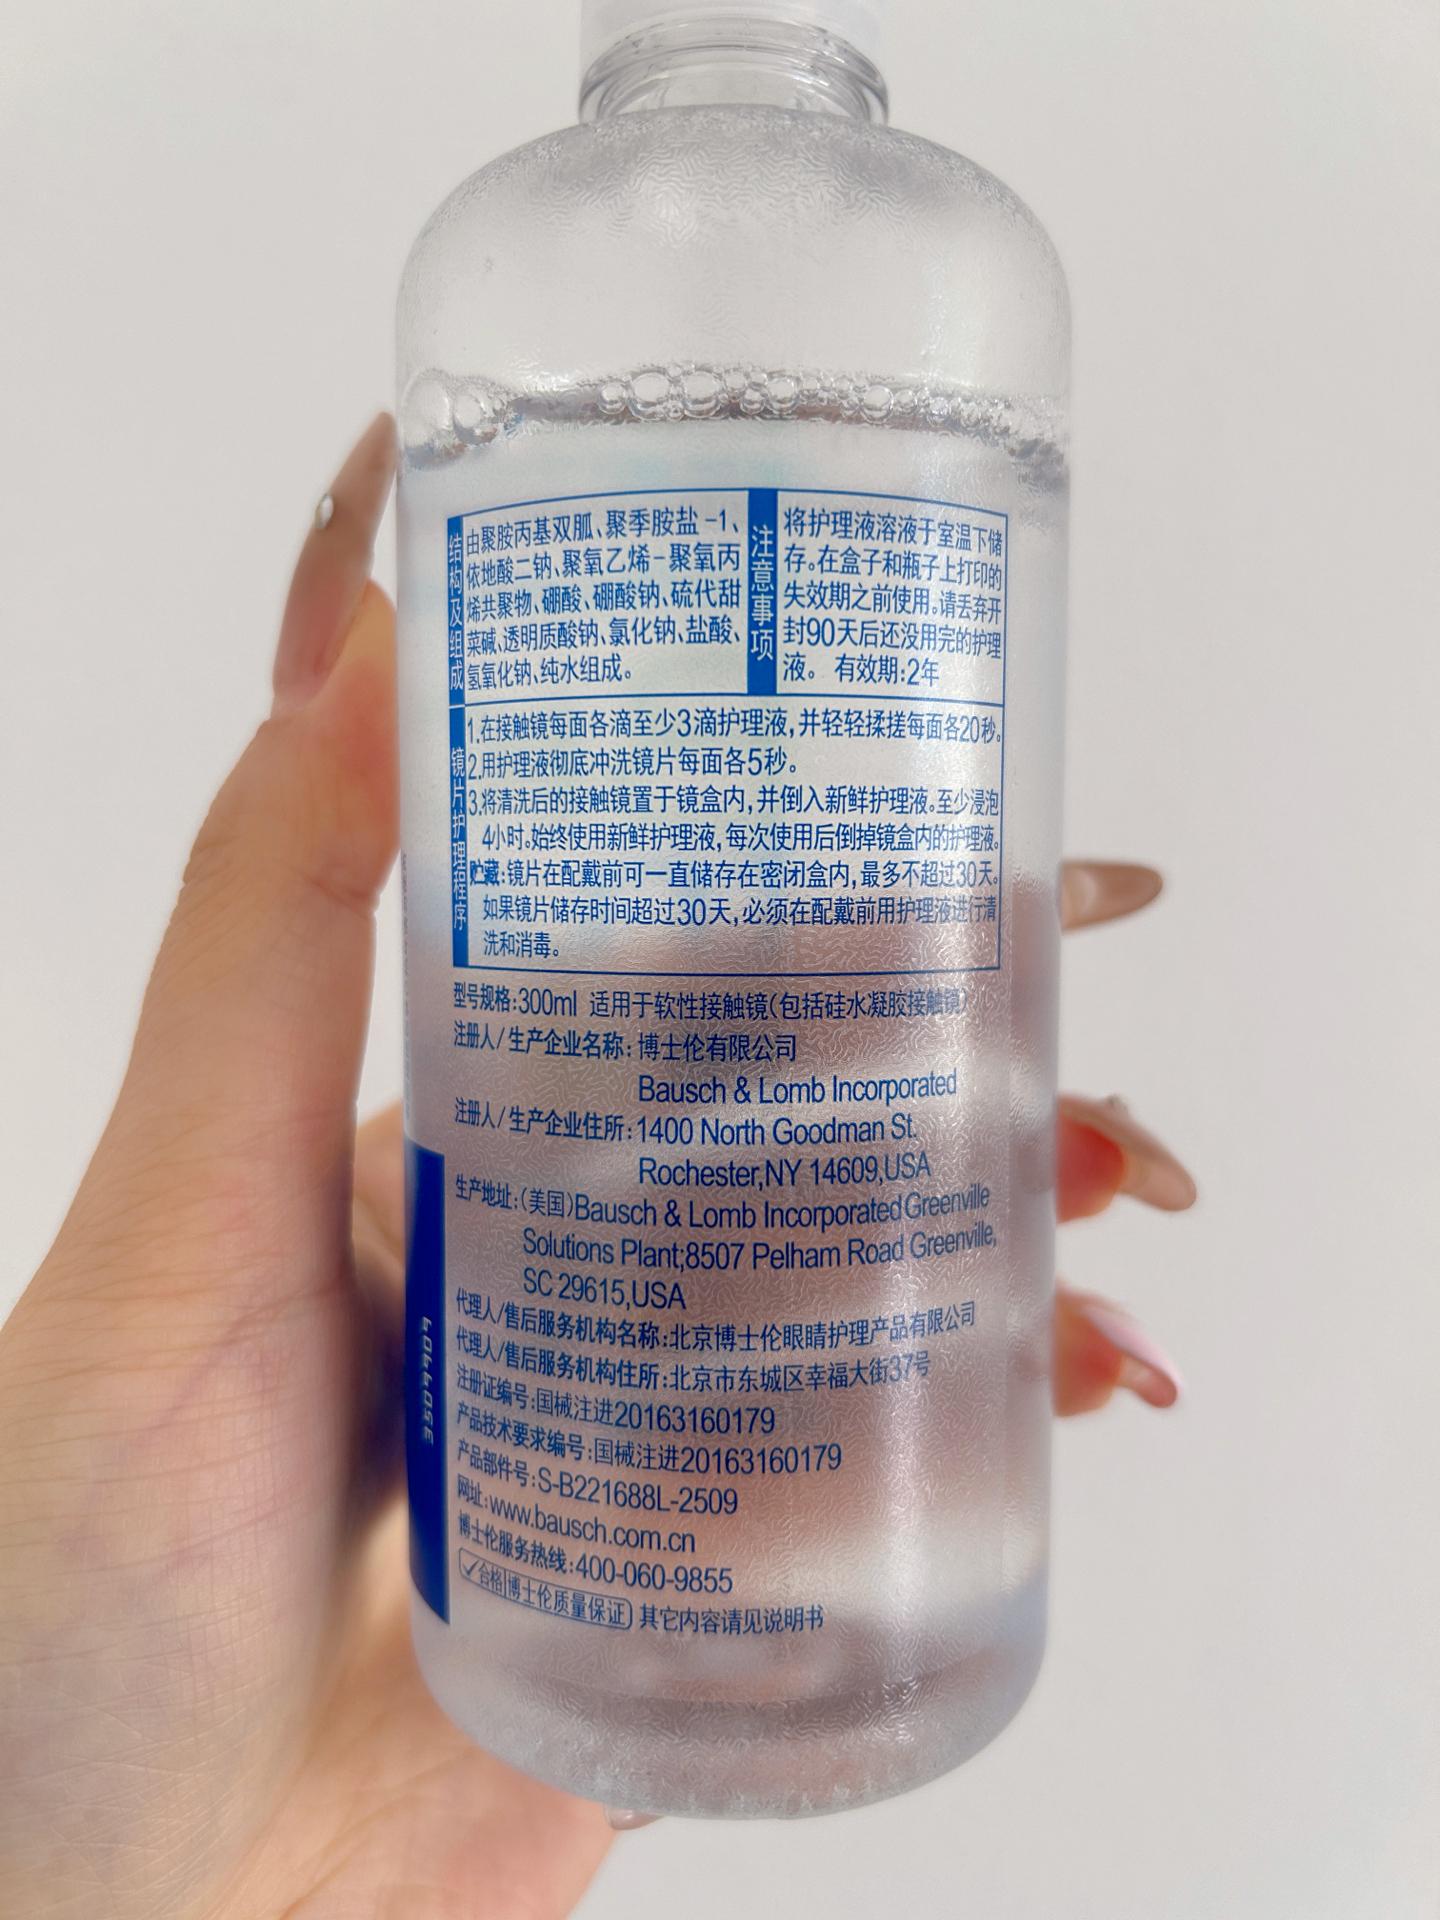 结构及组成
由聚胺丙基双胍、聚季胺盐-1、
依地酸二钠、聚氧乙烯-聚氧丙
烯共聚物、硼酸、硼酸钠、硫代甜
菜碱、透明质酸钠、氯化钠、盐酸、
氢氧化钠、纯水组成。
注意事项
将护理液溶液于室温下储
存。在盒子和瓶子上打印的
失效期之前使用。请丢弃开
封90天后还没用完的护理
液。 有效期:2年
镜片护理程序
1.在接触镜每面各滴至少3滴护理液,并轻轻揉搓每面各20秒。
2.用护理液彻底冲洗镜片每面各5秒。
3.将清洗后的接触镜置于镜盒内,并倒入新鲜护理液。至少浸泡
4小时。始终使用新鲜护理液,每次使用后倒掉镜盒内的护理液。
贮藏:镜片在配戴前可一直储存在密闭盒内,最多不超过30天。
如果镜片储存时间超过30天,必须在配戴前用护理液进行清
洗和消毒。
型号规格:300ml 适用于软性接触镜(包括硅水凝胶接触镜)
注册人/生产企业名称:博士伦有限公司
Bausch & Lomb Incorporated
注册人/生产企业住所:1400 North Goodman St.
Rochester,NY 14609,USA
生产地址:(美国)Bausch & Lomb Incorporated Greenville
Solutions Plant;8507 Pelham Road Greenville,
SC 29615,USA
代理人/售后服务机构名称:北京博士伦眼睛护理产品有限公司
代理人/售后服务机构住所:北京市东城区幸福大街37号
注册证编号:国械注进20163160179
产品技术要求编号:国械注进20163160179
产品部件号:S-B221688L-2509
网址:www.bausch.com.cn
博士伦服务热线:400-060-9855
合格 博士伦质量保证 其它内容请见说明书